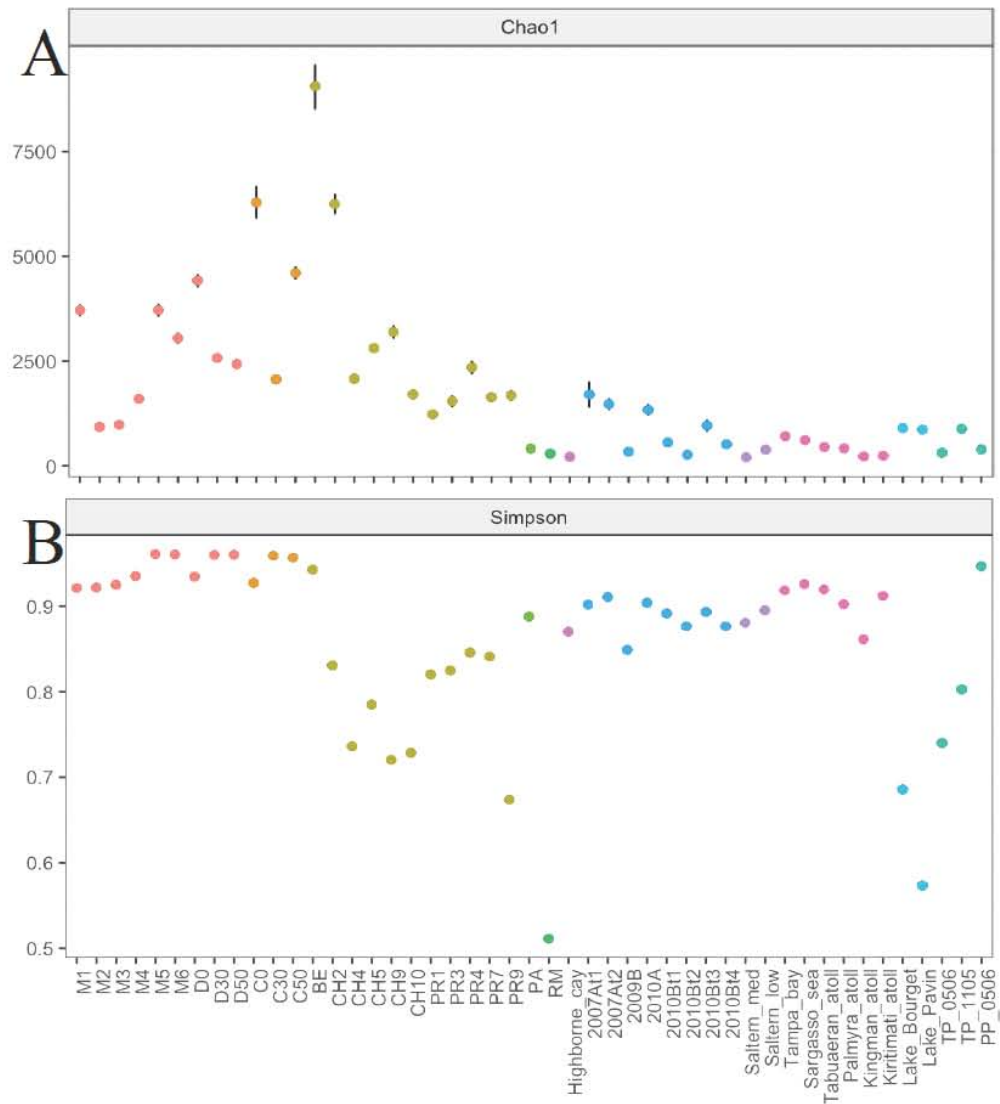 A
Chao1
7500
5000
2500
0
B
Simpson
0.9
0.8
0.7
0.6
0.5
M1
M2
M3
M4
M5
M6
D0
D30
D50
C0
C30
C50
BE
CH2
CH4
CH5
CH9
CH10
PR1
PR3
PR4
PR7
PR9
PA
RM
Highborne_cay
2007At1
2007At2
2009B
2010A
2010Bt1
2010Bt2
2010Bt3
2010Bt4
Saltern_med
Saltern_low
Tampa_bay
Sargasso_sea
Tabuaeran_atoll
Palmyra_atoll
Kingman_atoll
Kiritimati_atoll
Lake_Bourget
Lake_Pavin
TP_0506
TP_1105
PP_0506